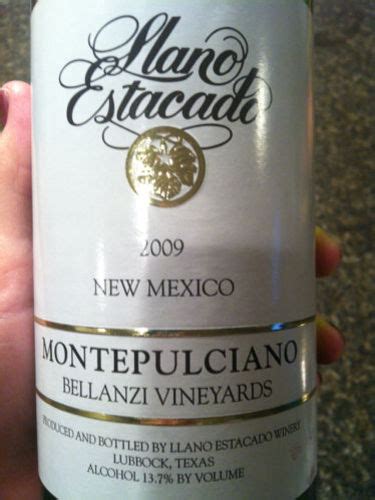 Llano
Estacado
2009
NEW MEXICO
MONTEPULCIANO
BELLANZI VINEYARDS
PRODUCED AND BOTTLED BY LLANO ESTACADO WINERY
LUBBOCK, TEXAS
ALCOHOL 13.7% BY VOLUME